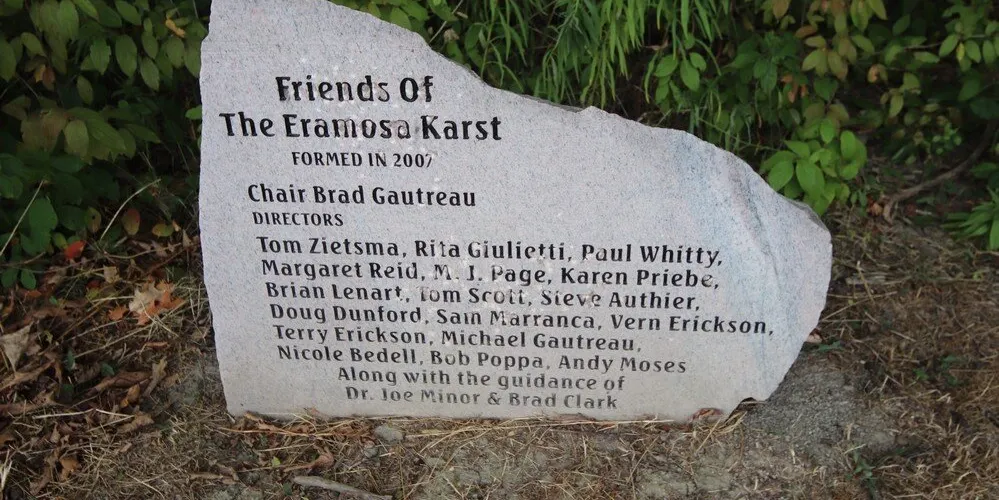 Friends Of
The Eramosa Karst
FORMED IN 2007
Chair Brad Gautreau
DIRECTORS
Tom Zietsma, Rita Giulietti, Paul Whitty,
Margaret Reid, M. J. Page, Karen Priebe,
Brian Lenart, Tom Scott, Steve Authier,
Doug Dunford, Sam Marranca, Vern Erickson,
Terry Erickson, Michael Gautreau,
Nicole Bedell, Bob Poppa, Andy Moses
Along with the guidance of
Dr. Joe Minor & Brad Clark